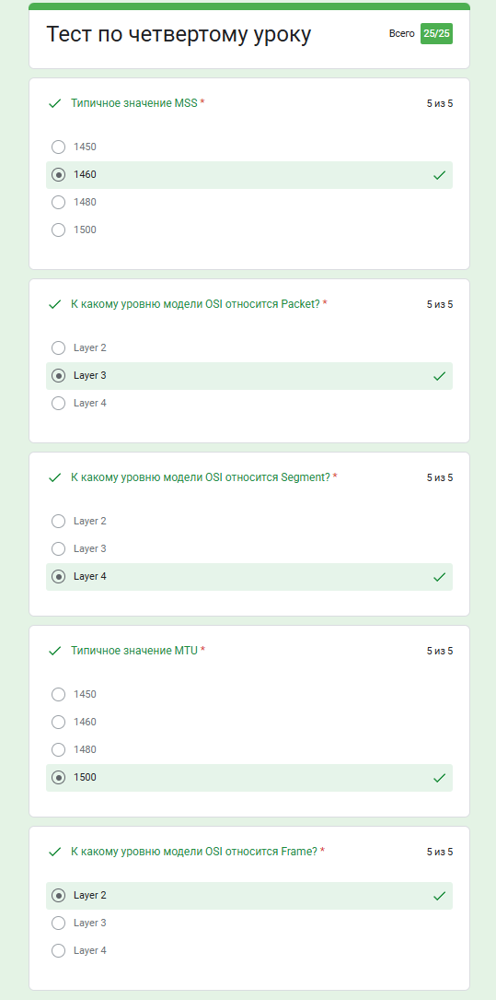 Тест по четвертому уроку
Всего 25/25
Типичное значение MSS * 5 из 5
1450
1460
1480
1500
К какому уровню модели OSI относится Packet? * 5 из 5
Layer 2
Layer 3
Layer 4
К какому уровню модели OSI относится Segment? * 5 из 5
Layer 2
Layer 3
Layer 4
Типичное значение MTU * 5 из 5
1450
1460
1480
1500
К какому уровню модели OSI относится Frame? * 5 из 5
Layer 2
Layer 3
Layer 4